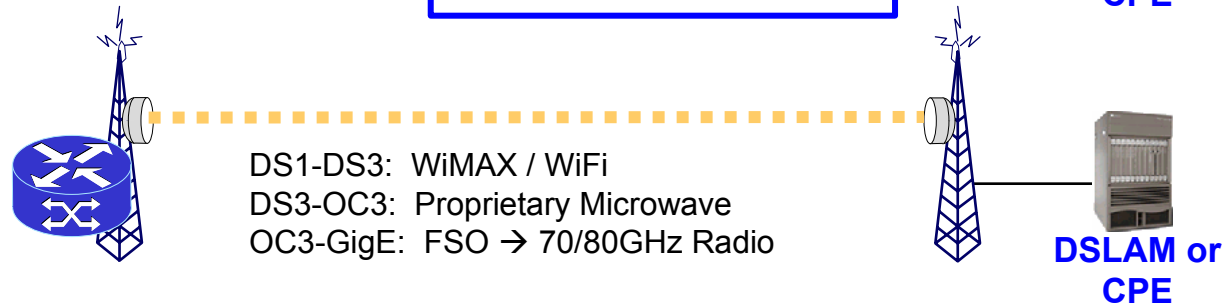 CPE
DS1-DS3: WiMAX / WiFi
DS3-OC3: Proprietary Microwave
OC3-GigE: FSO → 70/80GHz Radio
DSLAM or
CPE